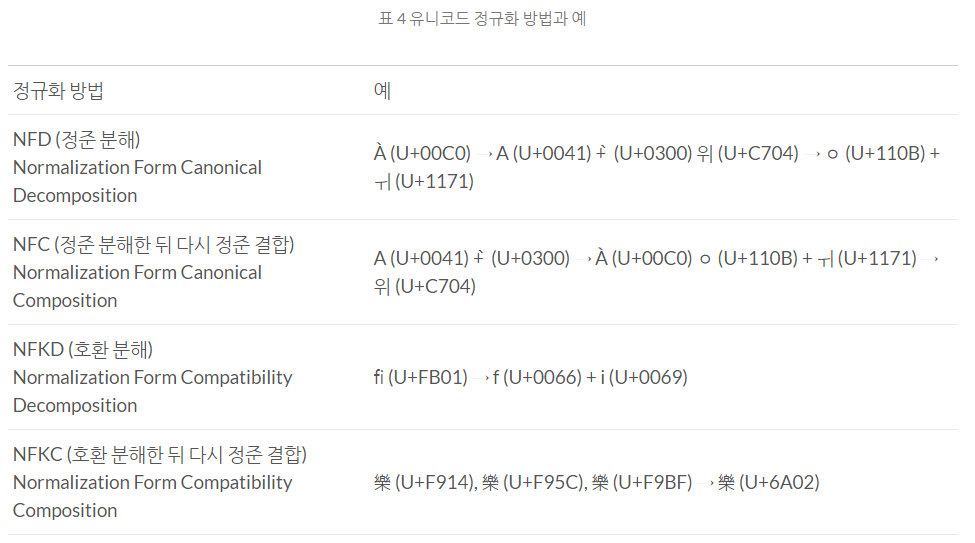 표 4 유니코드 정규화 방법과 예
정규화 방법
예
NFD (정준 분해)
Normalization Form Canonical
Decomposition
À (U+00C0) → A (U+0041) + ̀ (U+0300) 위 (U+C704) → ㅇ (U+110B) +
ㅟ (U+1171)
NFC (정준 분해한 뒤 다시 정준 결합)
Normalization Form Canonical
Composition
A (U+0041) + ̀ (U+0300) → À (U+00C0) ㅇ (U+110B) + ㅟ (U+1171) →
위 (U+C704)
NFKD (호환 분해)
Normalization Form Compatibility
Decomposition
ﬁ (U+FB01) → f (U+0066) + i (U+0069)
NFKC (호환 분해한 뒤 다시 정준 결합)
Normalization Form Compatibility
Composition
樂 (U+F914), 樂 (U+F95C), 樂 (U+F9BF) → 樂 (U+6A02)